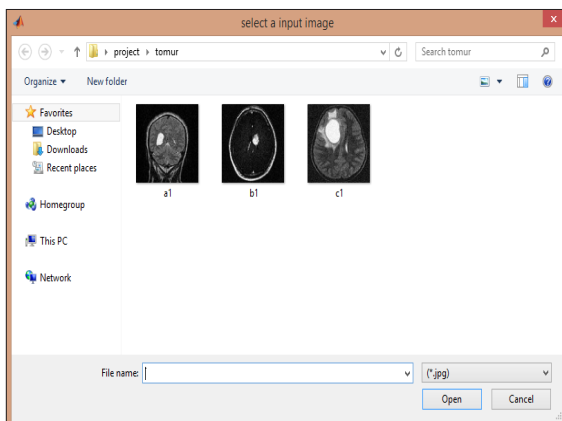 select a input image
x
project tomur
Search tomur
Organize
New folder
Favorites
Desktop
Downloads
Recent places
Homegroup
This PC
Network
a1
b1
c1
File name:
(*.jpg)
Open
Cancel